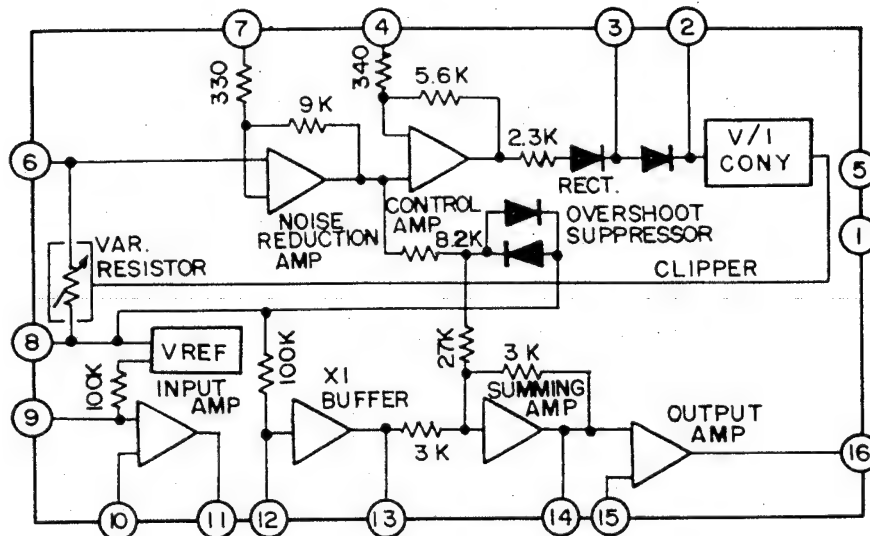 7
4
3
2
330
340
5.6K
9K
2.3K
V/I
CONY
6
5
RECT.
NOISE
REDUCTION
AMP
CONTROL
AMP
OVERSHOOT
SUPPRESSOR
8.2K
1
VAR.
RESISTOR
CLIPPER
8
VREF
100K
100K
27K
3K
INPUT
AMP
X1
BUFFER
SUMMING
AMP
9
OUTPUT
AMP
3K
16
10
11
12
13
14
15